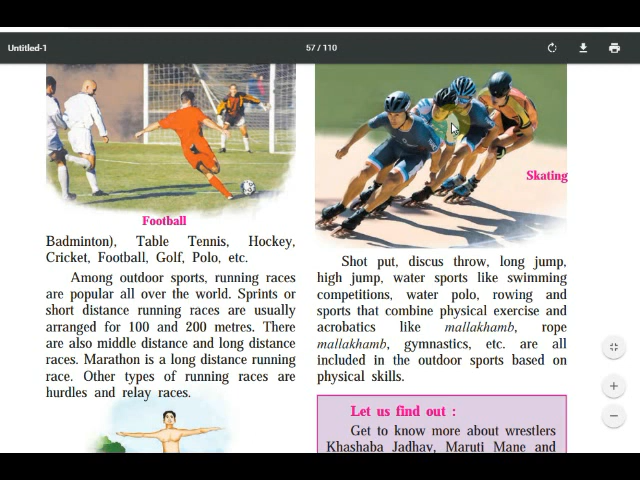 Untitled-1
57 / 110
Football
Badminton), Table Tennis, Hockey,
Cricket, Football, Golf, Polo, etc.
Among outdoor sports, running races
are popular all over the world. Sprints or
short distance running races are usually
arranged for 100 and 200 metres. There
are also middle distance and long distance
races. Marathon is a long distance running
race. Other types of running races are
hurdles and relay races.
Skating
Shot put, discus throw, long jump,
high jump, water sports like swimming
competitions, water polo, rowing and
sports that combine physical exercise and
acrobatics like mallakhamb, rope
mallakhamb, gymnastics, etc. are all
included in the outdoor sports based on
physical skills.
Let us find out :
Get to know more about wrestlers
Khashaba Jadhav, Maruti Mane and